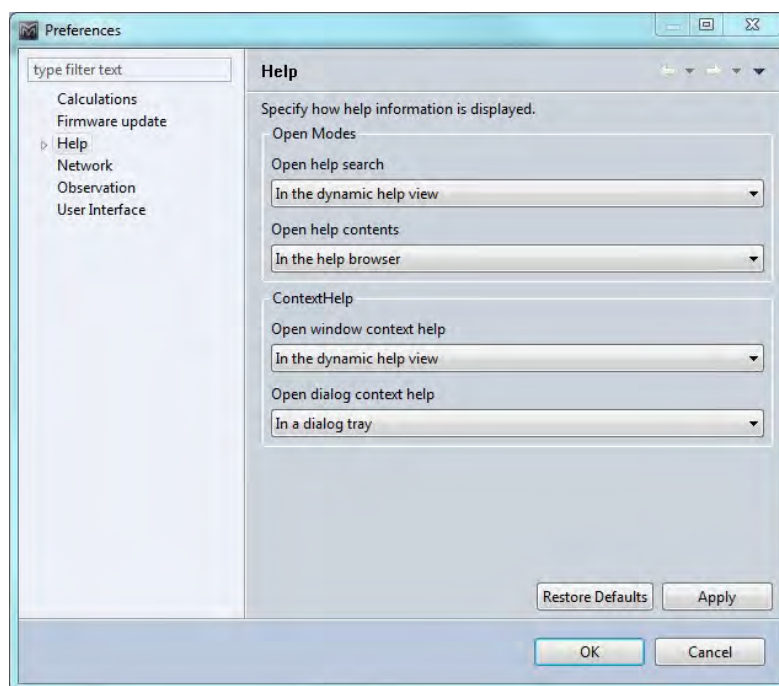 Preferences
type filter text
Calculations
Firmware update
Help
Network
Observation
User Interface
Help
Specify how help information is displayed.
Open Modes
Open help search
In the dynamic help view
Open help contents
In the help browser
ContextHelp
Open window context help
In the dynamic help view
Open dialog context help
In a dialog tray
Restore Defaults
Apply
OK
Cancel